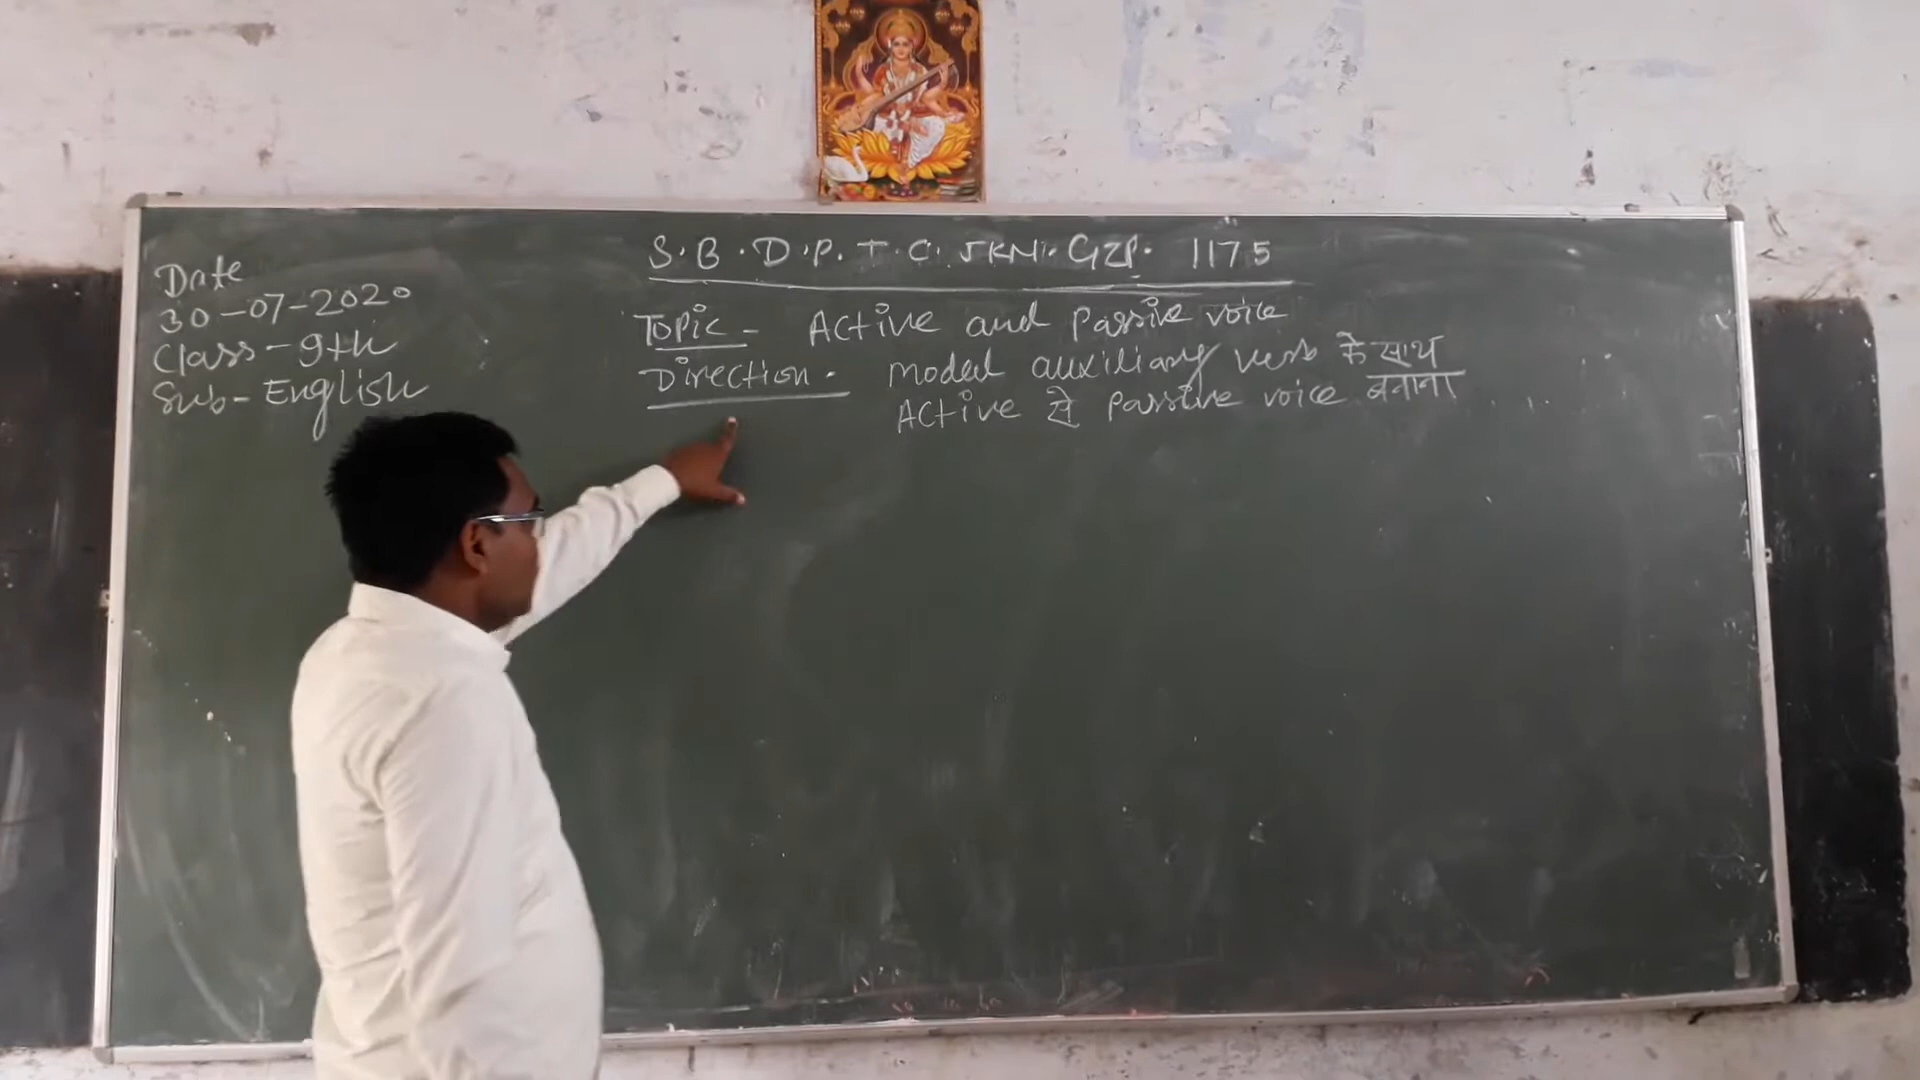 S.B.D.P.T.C. JKN. GZP. 1175
Date
30-07-2020
Class-9th
Sub-English
Topic - Active and Passive voice
Direction. Modal auxiliary verb के साथ
Active से Passive voice बनाना